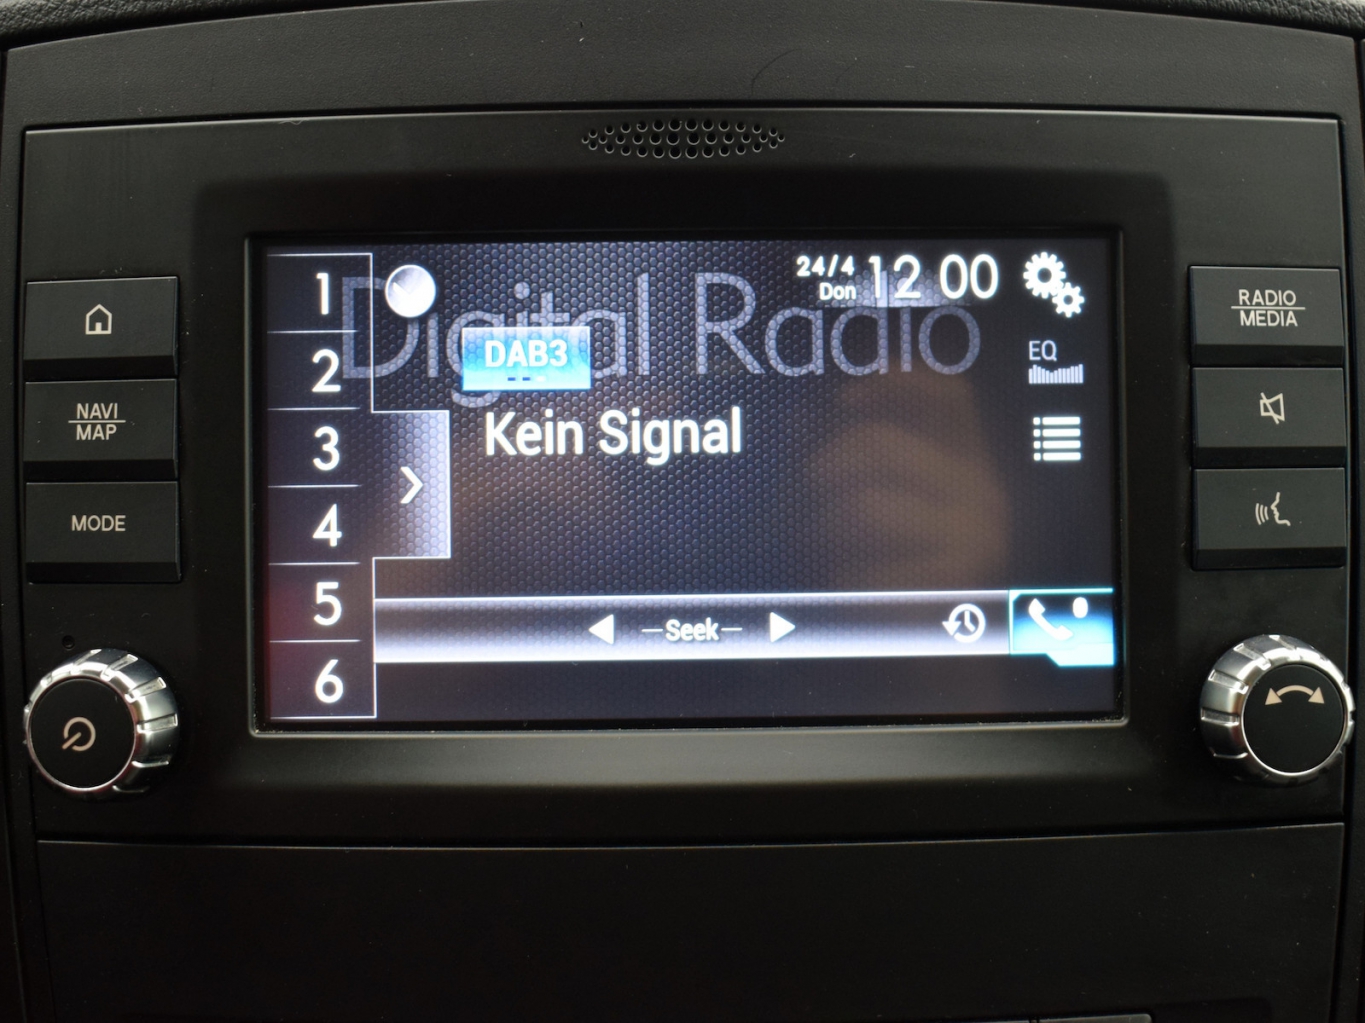 Digital Radio
24/4
Don
12 00
DAB3
Kein Signal
EQ
1
2
3
4
5
6
Seek
NAVI
MAP
MODE
RADIO
MEDIA